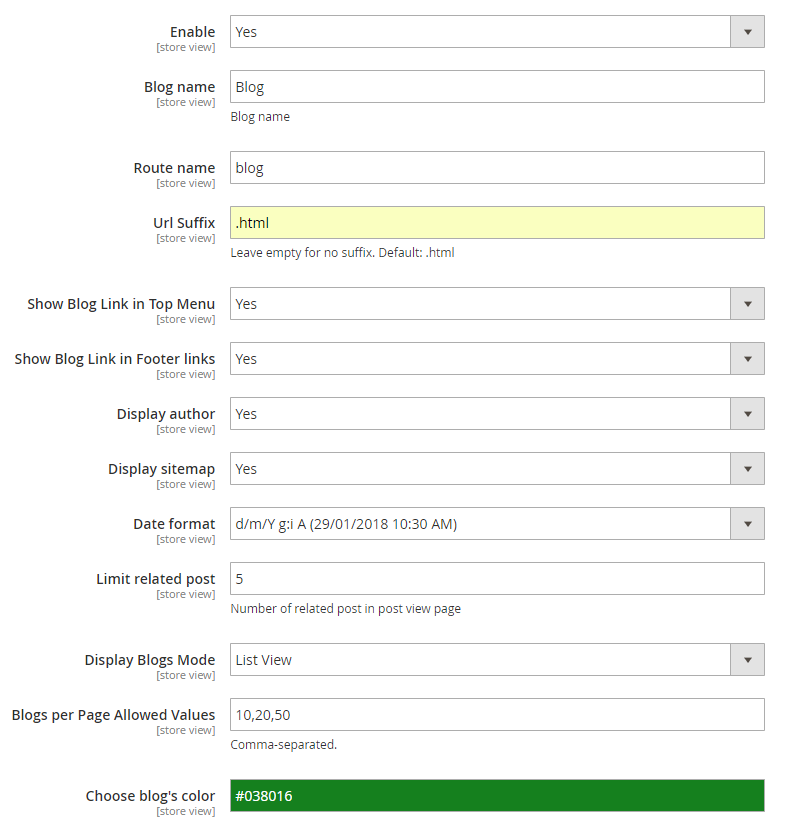 Enable
[store view]
Yes
Blog name
[store view]
Blog
Blog name
Route name
[store view]
blog
Url Suffix
[store view]
.html
Leave empty for no suffix. Default: .html
Show Blog Link in Top Menu
[store view]
Yes
Show Blog Link in Footer links
[store view]
Yes
Display author
[store view]
Yes
Display sitemap
[store view]
Yes
Date format
[store view]
d/m/Y g:i A (29/01/2018 10:30 AM)
Limit related post
[store view]
5
Number of related post in post view page
Display Blogs Mode
[store view]
List View
Blogs per Page Allowed Values
[store view]
10,20,50
Comma-separated.
Choose blog's color
[store view]
#038016